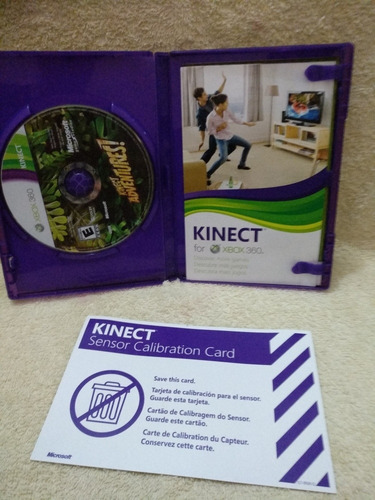 KINECT
XBOX 360
ADVENTURES!
Microsoft
E
KINECT
for XBOX 360.
KINECT
Sensor Calibration Card
Save this card.
Tarjeta de calibración para el sensor.
Guarde esta tarjeta.
Cartão de Calibragem do Sensor.
Guarde este cartão.
Carte de Calibration du Capteur.
Conservez cette carte.
Microsoft